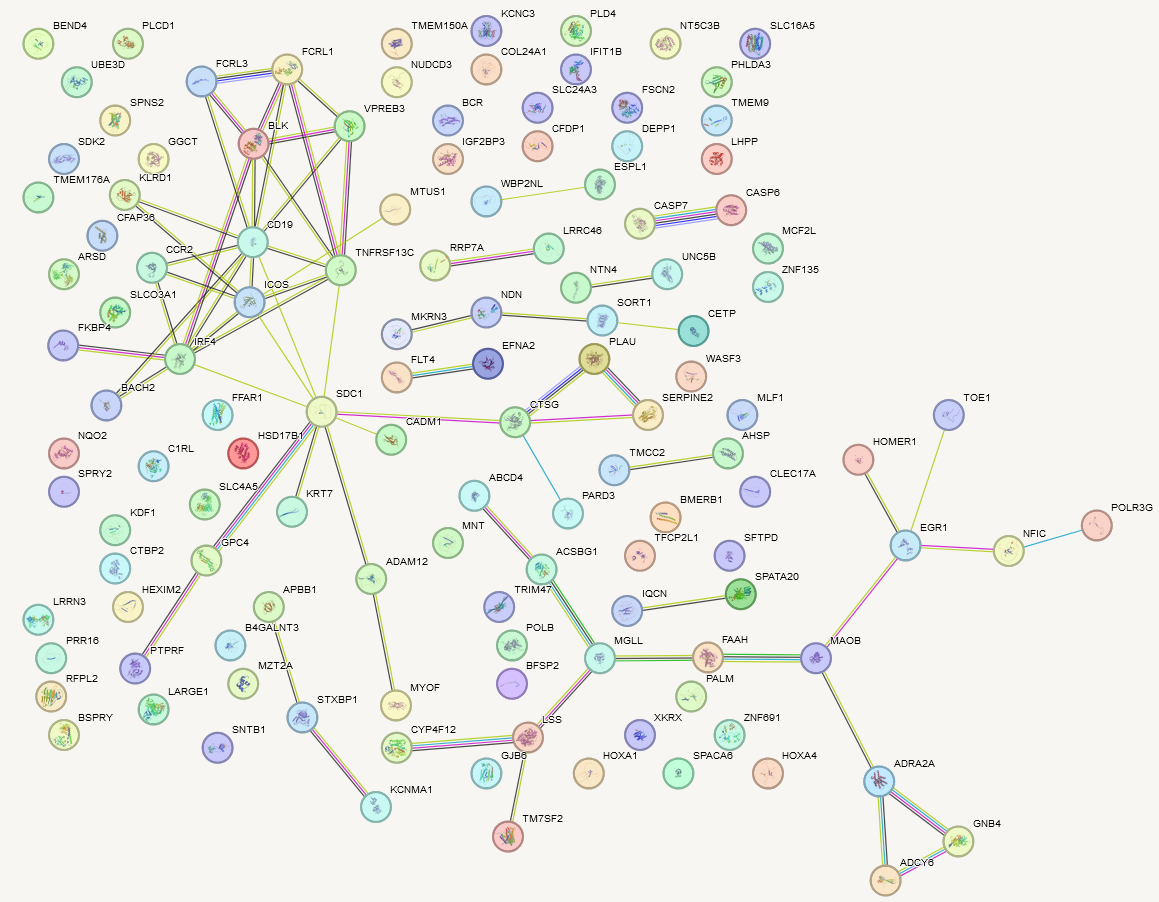 BEND4
PLCD1
TMEM150A
KCNC3
PLD4
NT5C3B
SLC16A5
UBE3D
FCRL3
FCRL1
NUDCD3
COL24A1
IFIT1B
PHLDA3
SPNS2
BLK
VPREB3
BCR
SLC24A3
FSCN2
TMEM9
SDK2
GGCT
IGF2BP3
CFDP1
DEPP1
LHPP
TMEM176A
KLRD1
MTUS1
WBP2NL
ESPL1
CASP7
CASP6
CFAP36
CD19
ARSD
CCR2
TNFRSF13C
RRP7A
LRRC46
MCF2L
SLCO3A1
ICOS
NTN4
UNC5B
ZNF135
FKBP4
IRF4
MKRN3
NDN
SORT1
CETP
BACH2
FLT4
EFNA2
PLAU
WASF3
FFAR1
SDC1
CTSG
SERPINE2
MLF1
TOE1
NQO2
HSD17B1
CADM1
AHSP
HOMER1
C1RL
TMCC2
SPRY2
SLC4A5
KRT7
ABCD4
CLEC17A
KDF1
PARD3
BMERB1
POLR3G
GPC4
MNT
EGR1
NFIC
CTBP2
ADAM12
ACSBG1
TFCP2L1
SFTPD
HEXIM2
APBB1
TRIM47
IQCN
SPATA20
LRRN3
B4GALNT3
POLB
PRR16
PTPRF
MGLL
FAAH
MAOB
RFPL2
MZT2A
BFSP2
PALM
LARGE1
STXBP1
MYOF
BSPRY
SNTB1
CYP4F12
LSS
XKRX
ZNF691
KCNMA1
GJB6
HOXA1
SPACA6
HOXA4
ADRA2A
TM7SF2
GNB4
ADCY6